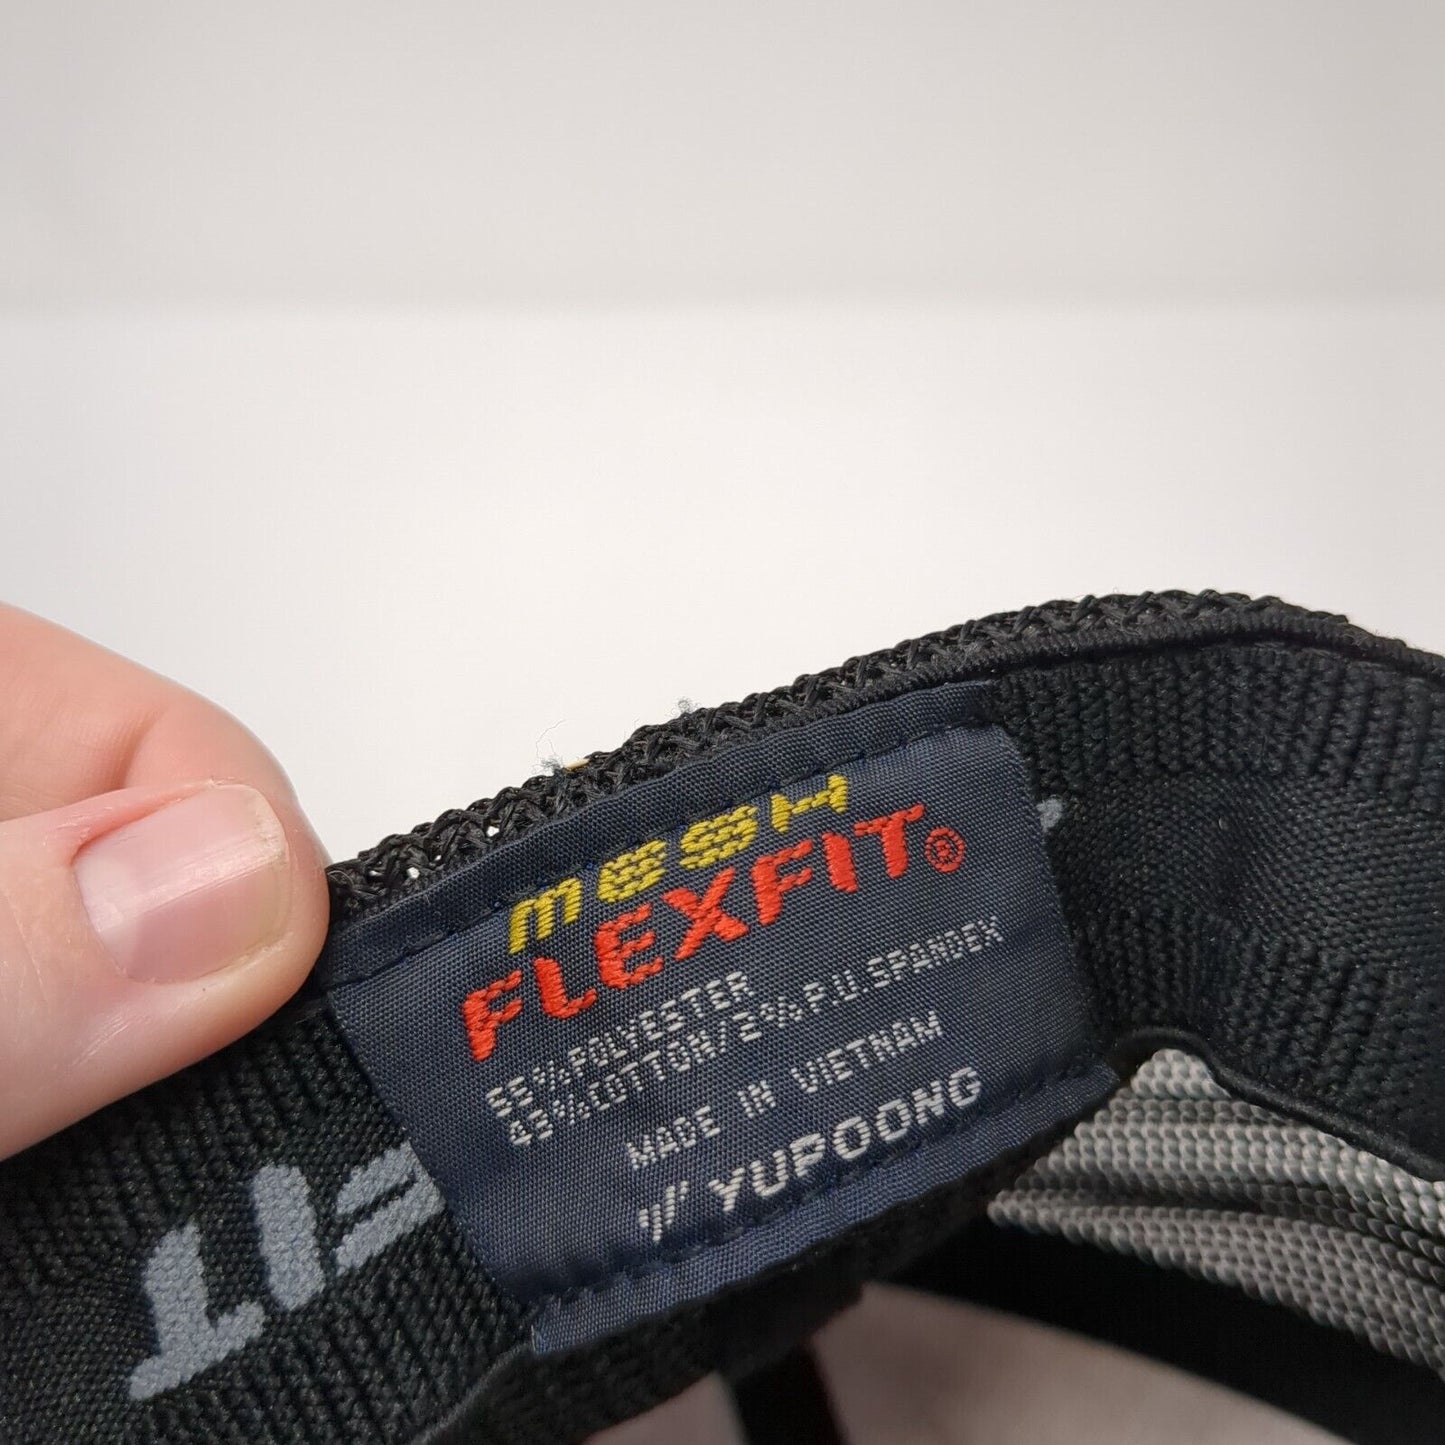 MESH
FLEXFIT®
55%POLYESTER
43%COTTON/2%P.U.SPANDEX
MADE IN VIETNAM
YUPOONG